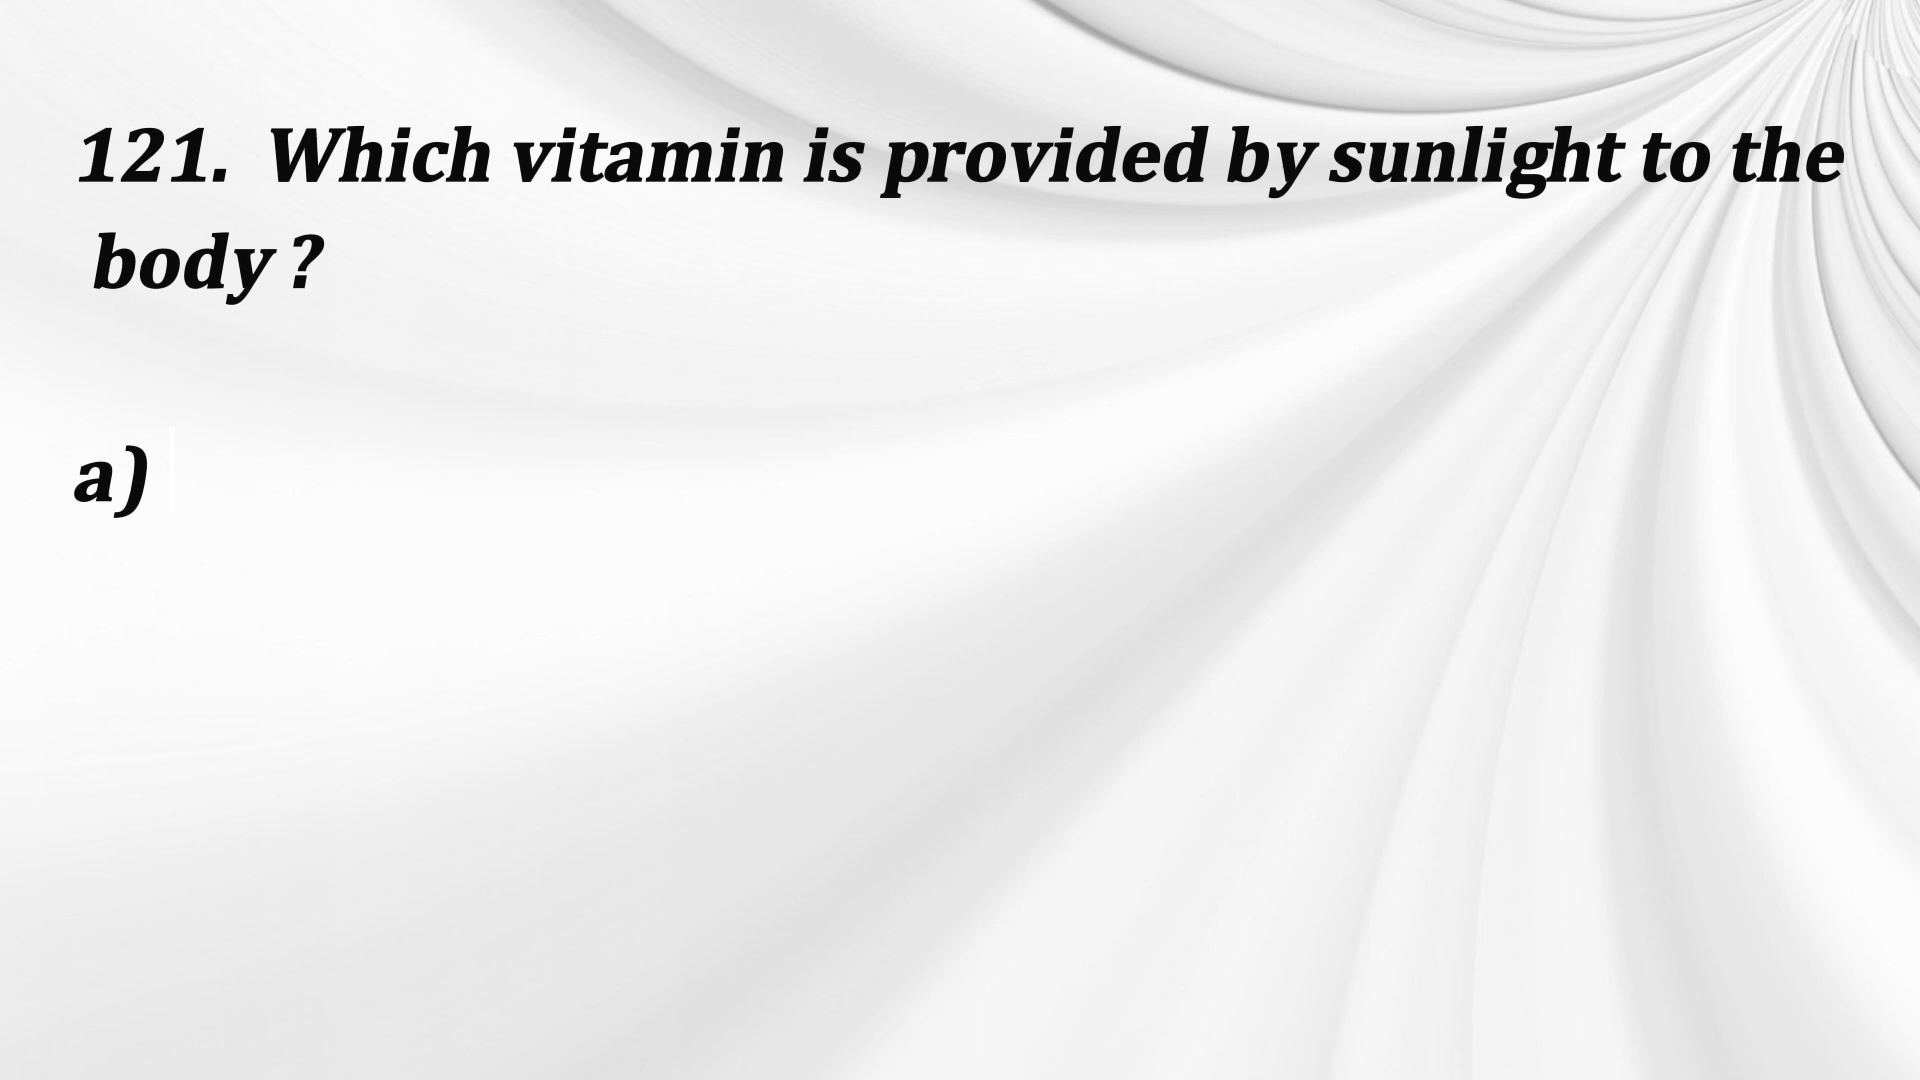 121. Which vitamin is provided by sunlight to the
body ?
a)